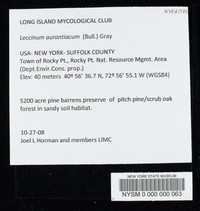 LONG ISLAND MYCOLOGICAL CLUB
Leccinum aurantiacum (Bull.) Gray
USA- NEW YORK- SUFFOLK COUNTY
Town of Rocky Pt., Rocky Pt. Nat. Resource Mgmt. Area
(Dept.Envir.Cons. prop.)
Elev: 40 meters 40º 56' 36.7 N, 72º 56' 55.1 W (WGS84)
5200 acre pine barrens preserve of pitch pine/scrub oak
forest in sandy soil habitat.
10-27-08
Joel L Horman and members LIMC
NEW YORK STATE MUSEUM
NYSM 0 000 000 063